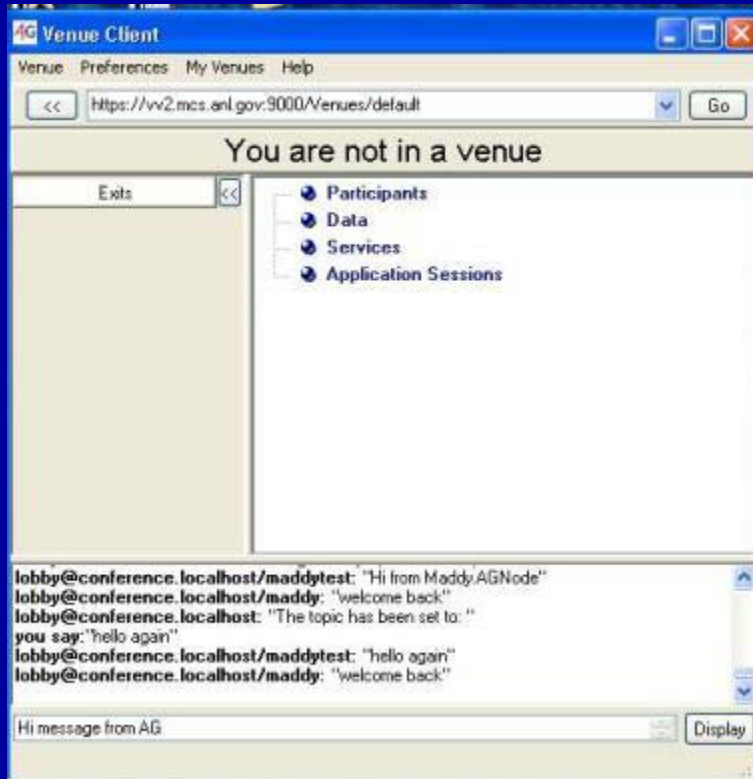 AG Venue Client
Venue Preferences My Venues Help
<< https://vv2.mcs.anl.gov:9000/Venues/default Go
You are not in a venue
Exits <<
Participants
Data
Services
Application Sessions
lobby@conference.localhost/maddytest: "Hi from Maddy.AGNode"
lobby@conference.localhost/maddy: "welcome back"
lobby@conference.localhost: "The topic has been set to: "
you say:"hello again"
lobby@conference.localhost/maddytest: "hello again"
lobby@conference.localhost/maddy: "welcome back"
Hi message from AG Display